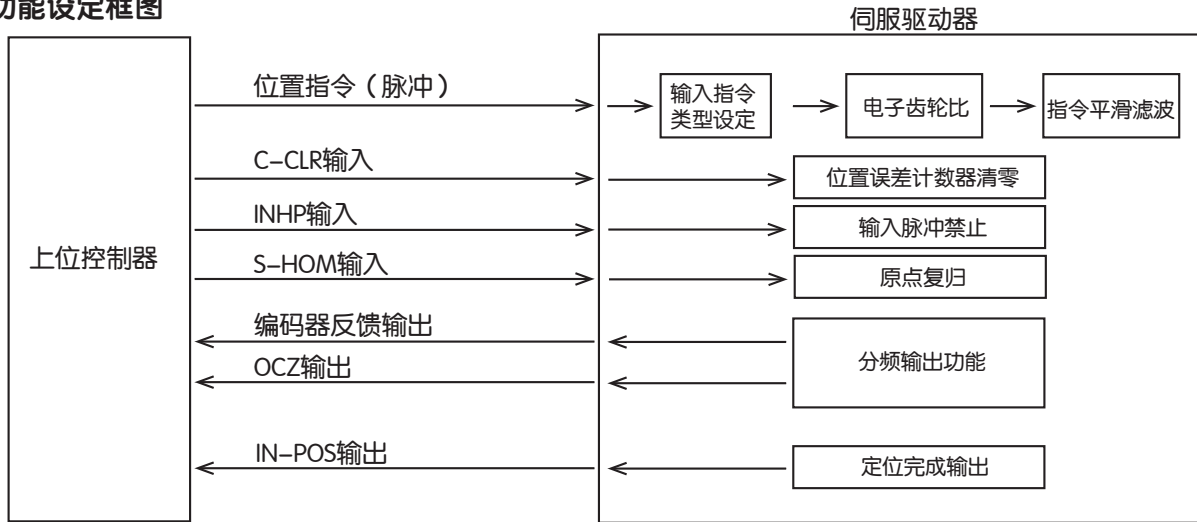 功能设定框图
伺服驱动器
位置指令（脉冲）
输入指令
类型设定
电子齿轮比
指令平滑滤波
C-CLR输入
位置误差计数器清零
INHP输入
输入脉冲禁止
上位控制器
S-HOM输入
原点复归
编码器反馈输出
OCZ输出
分频输出功能
IN-POS输出
定位完成输出